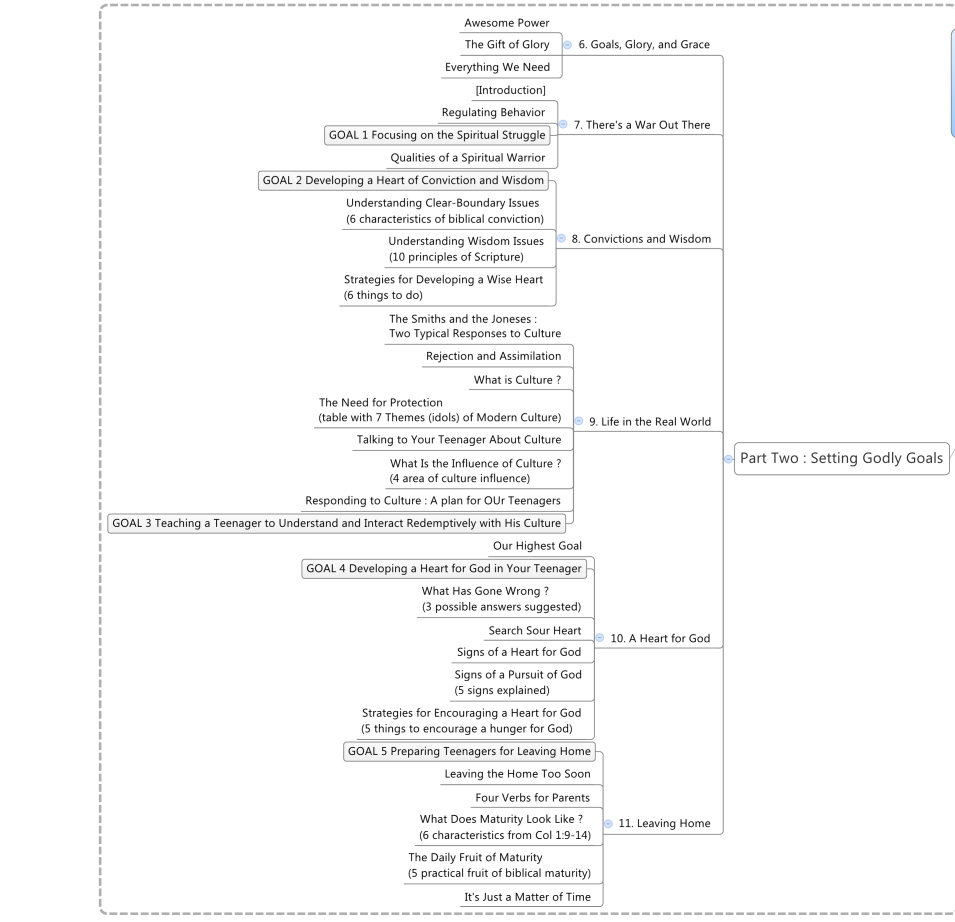 Part Two : Setting Godly Goals
6. Goals, Glory, and Grace
Awesome Power
The Gift of Glory
Everything We Need
7. There's a War Out There
[Introduction]
Regulating Behavior
GOAL 1 Focusing on the Spiritual Struggle
Qualities of a Spiritual Warrior
8. Convictions and Wisdom
GOAL 2 Developing a Heart of Conviction and Wisdom
Understanding Clear-Boundary Issues
(6 characteristics of biblical conviction)
Understanding Wisdom Issues
(10 principles of Scripture)
Strategies for Developing a Wise Heart
(6 things to do)
9. Life in the Real World
The Smiths and the Joneses :
Two Typical Responses to Culture
Rejection and Assimilation
What is Culture ?
The Need for Protection
(table with 7 Themes (idols) of Modern Culture)
Talking to Your Teenager About Culture
What Is the Influence of Culture ?
(4 area of culture influence)
Responding to Culture : A plan for OUr Teenagers
GOAL 3 Teaching a Teenager to Understand and Interact Redemptively with His Culture
10. A Heart for God
Our Highest Goal
GOAL 4 Developing a Heart for God in Your Teenager
What Has Gone Wrong ?
(3 possible answers suggested)
Search Sour Heart
Signs of a Heart for God
Signs of a Pursuit of God
(5 signs explained)
Strategies for Encouraging a Heart for God
(5 things to encourage a hunger for God)
11. Leaving Home
GOAL 5 Preparing Teenagers for Leaving Home
Leaving the Home Too Soon
Four Verbs for Parents
What Does Maturity Look Like ?
(6 characteristics from Col 1:9-14)
The Daily Fruit of Maturity
(5 practical fruit of biblical maturity)
It's Just a Matter of Time